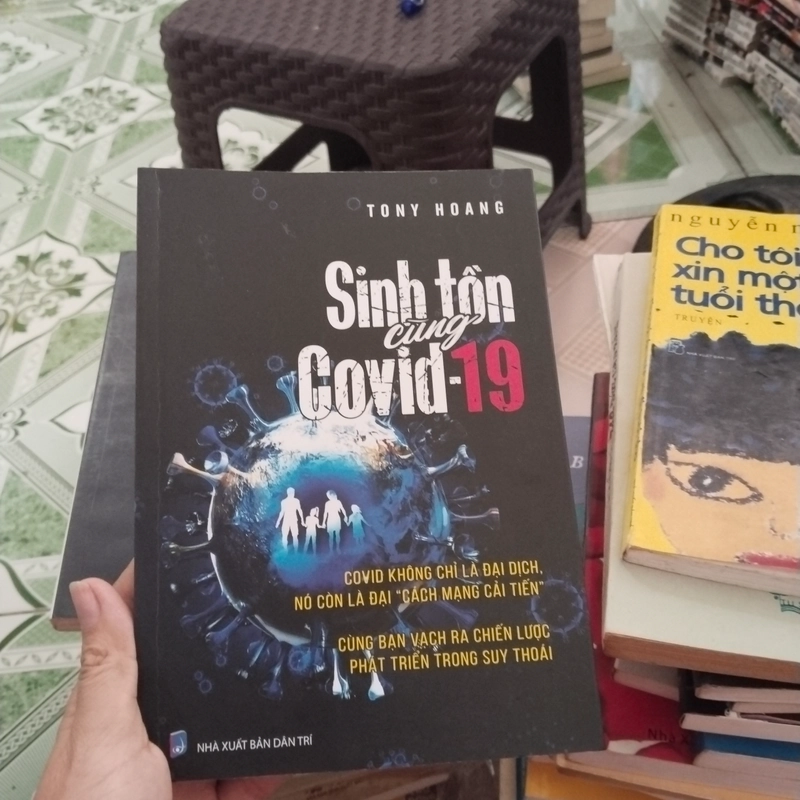 TONY HOANG
Sinh tồn
cùng
Covid-19
COVID KHÔNG CHỈ LÀ ĐẠI DỊCH,
NÓ CÒN LÀ ĐẠI "CÁCH MẠNG CẢI TIẾN"
CÙNG BẠN VẠCH RA CHIẾN LƯỢC
PHÁT TRIỂN TRONG SUY THOÁI
NHÀ XUẤT BẢN DÂN TRÍ
nguyễn n
Cho tôi
xin một
tuổi thơ
TRUYỆN
B